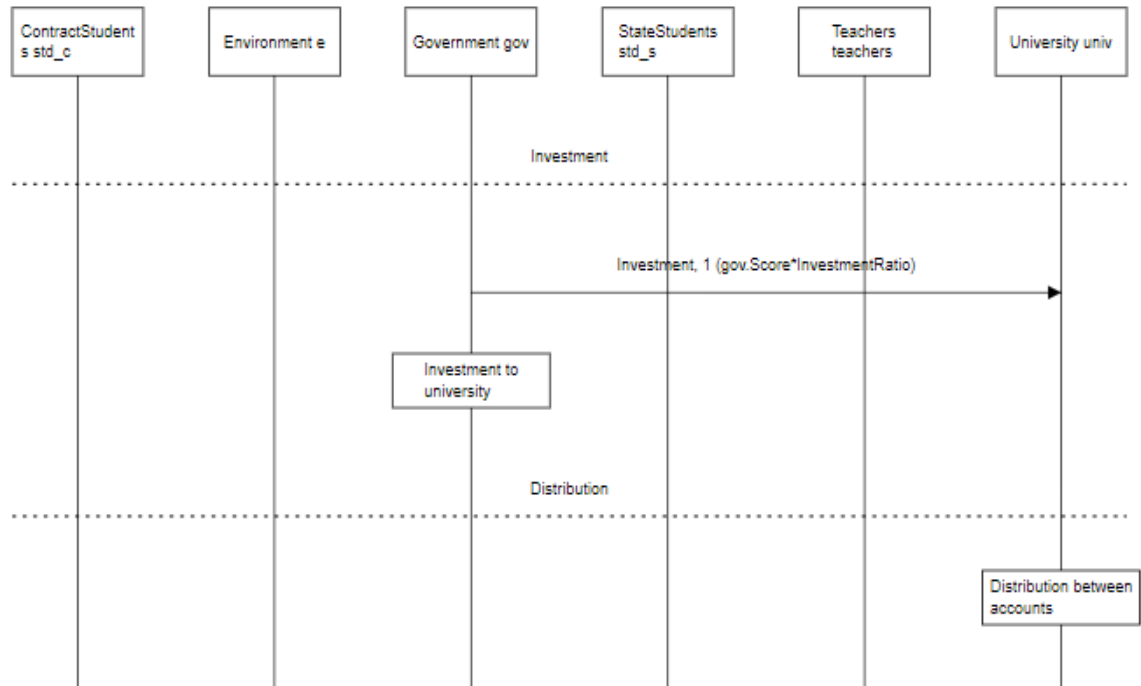 ContractStudent
s std_c
Environment e
Government gov
StateStudents
std_s
Teachers
teachers
University univ
Investment
Investment, 1 (gov.Score*InvestmentRatio)
Investment to
university
Distribution
Distribution between
accounts